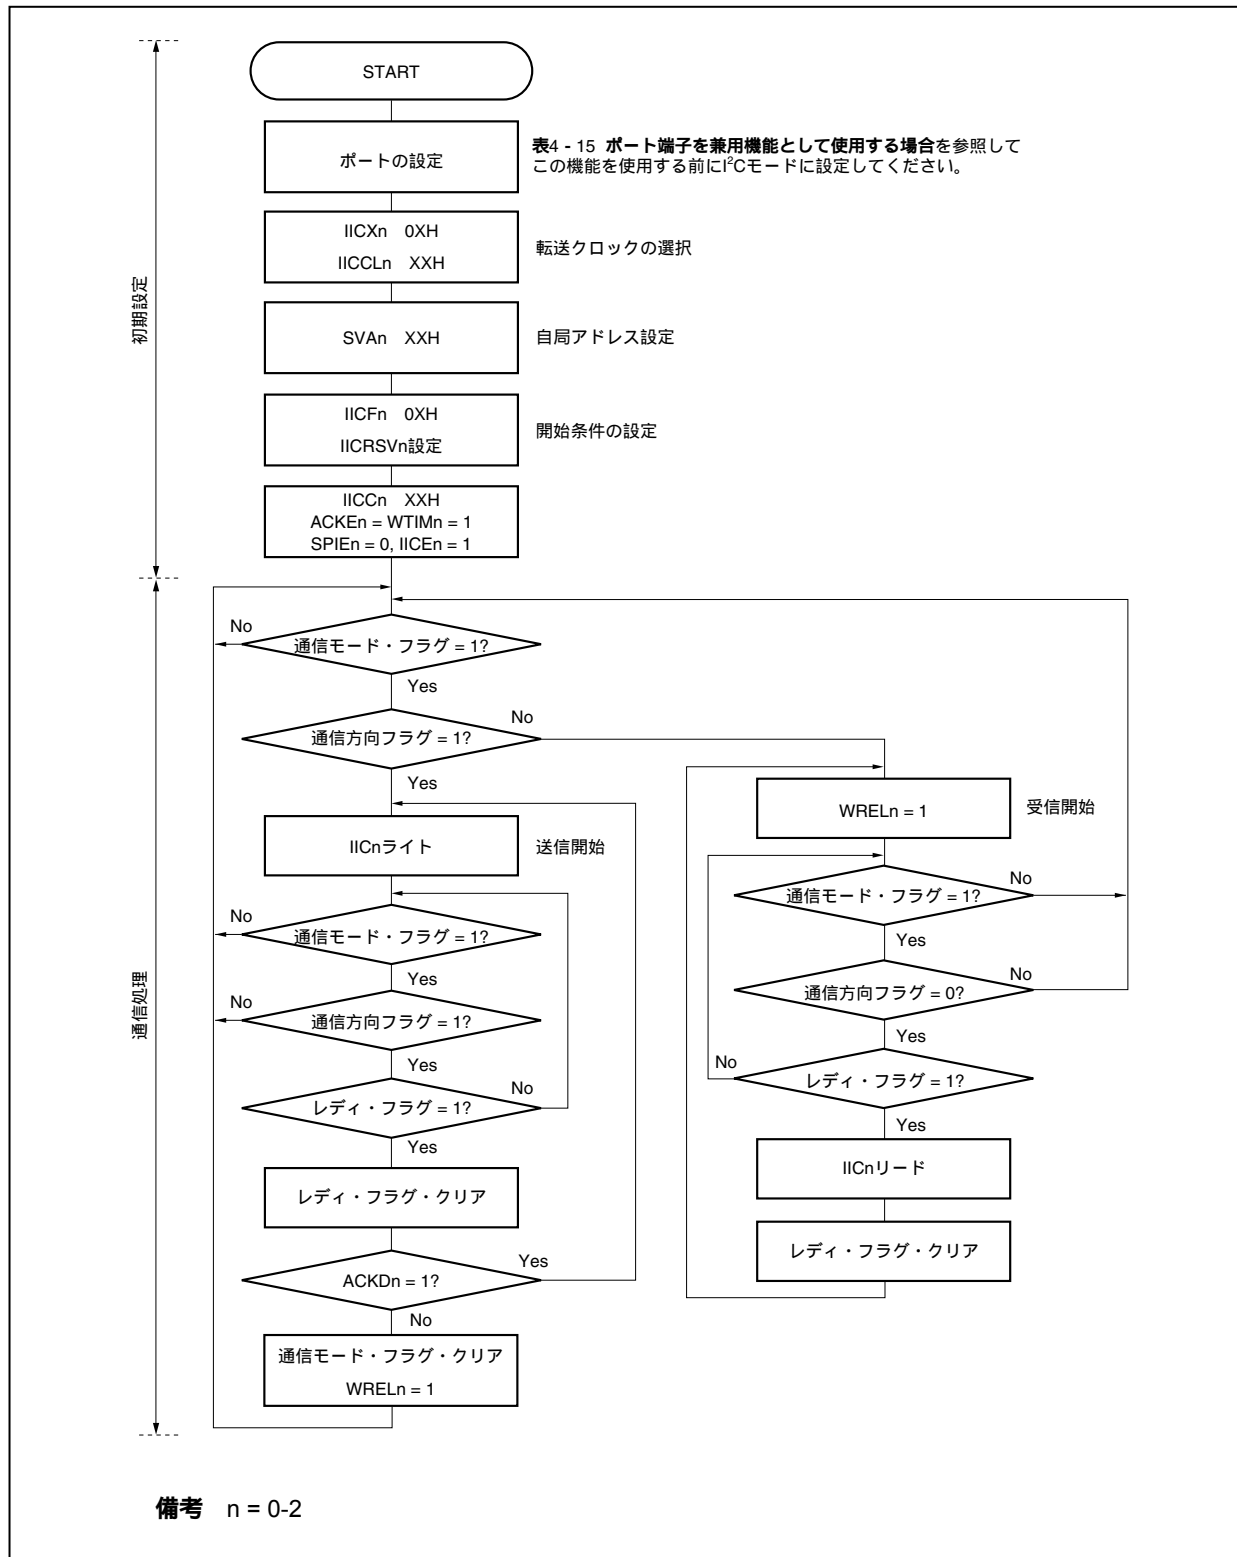 START
ポートの設定
表4 - 15 ポート端子を兼用機能として使用する場合を参照して
この機能を使用する前にI²Cモードに設定してください。
IICXn 0XH
IICCLn XXH
転送クロックの選択
初期設定
SVAn XXH
自局アドレス設定
IICFn 0XH
IICRSVn設定
開始条件の設定
IICCn XXH
ACKEn = WTIMn = 1
SPIEn = 0, IICEn = 1
No
通信モード・フラグ = 1?
Yes
No
通信方向フラグ = 1?
Yes
IICnライト
送信開始
No
通信モード・フラグ = 1?
Yes
通信処理
No
通信方向フラグ = 1?
Yes
No
レディ・フラグ = 1?
Yes
レディ・フラグ・クリア
Yes
ACKDn = 1?
No
通信モード・フラグ・クリア
WRELn = 1
WRELn = 1
受信開始
No
通信モード・フラグ = 1?
Yes
No
通信方向フラグ = 0?
Yes
No
レディ・フラグ = 1?
Yes
IICnリード
レディ・フラグ・クリア
備考 n = 0-2